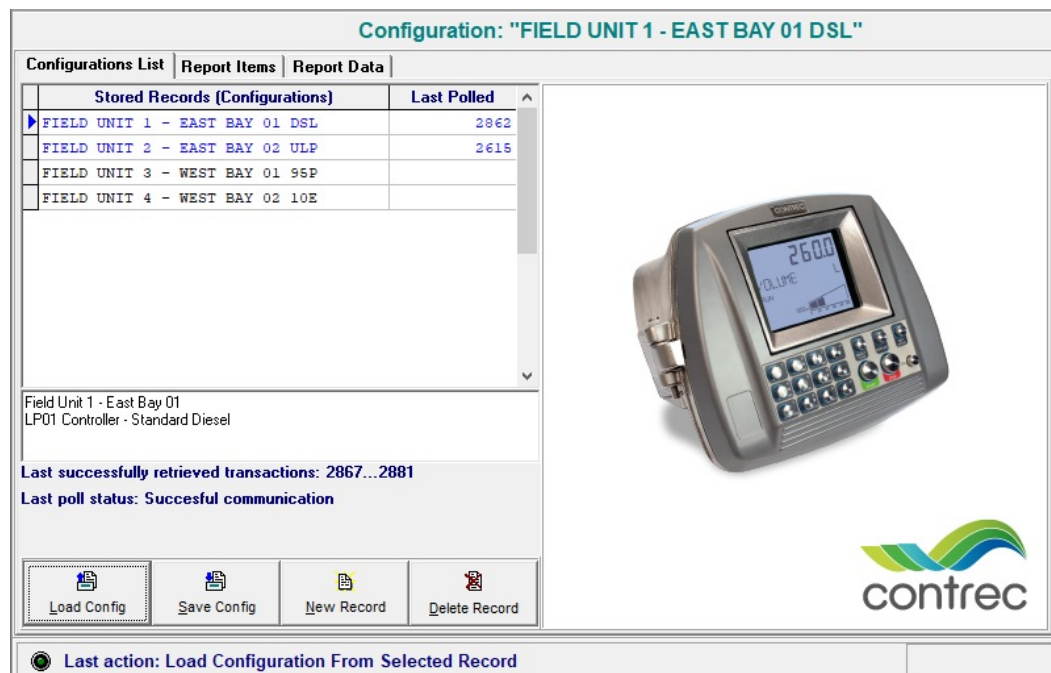 Configuration: "FIELD UNIT 1 - EAST BAY 01 DSL"
Configurations List Report Items Report Data
Stored Records (Configurations) Last Polled
FIELD UNIT 1 - EAST BAY 01 DSL 2862
FIELD UNIT 2 - EAST BAY 02 ULP 2615
FIELD UNIT 3 - WEST BAY 01 95P
FIELD UNIT 4 - WEST BAY 02 10E
CONTREC
260.0
VOLUME L
RUN
Field Unit 1 - East Bay 01
LP01 Controller - Standard Diesel
Last successfully retrieved transactions: 2867...2881
Last poll status: Succesful communication
Load Config Save Config New Record Delete Record
contrec
Last action: Load Configuration From Selected Record